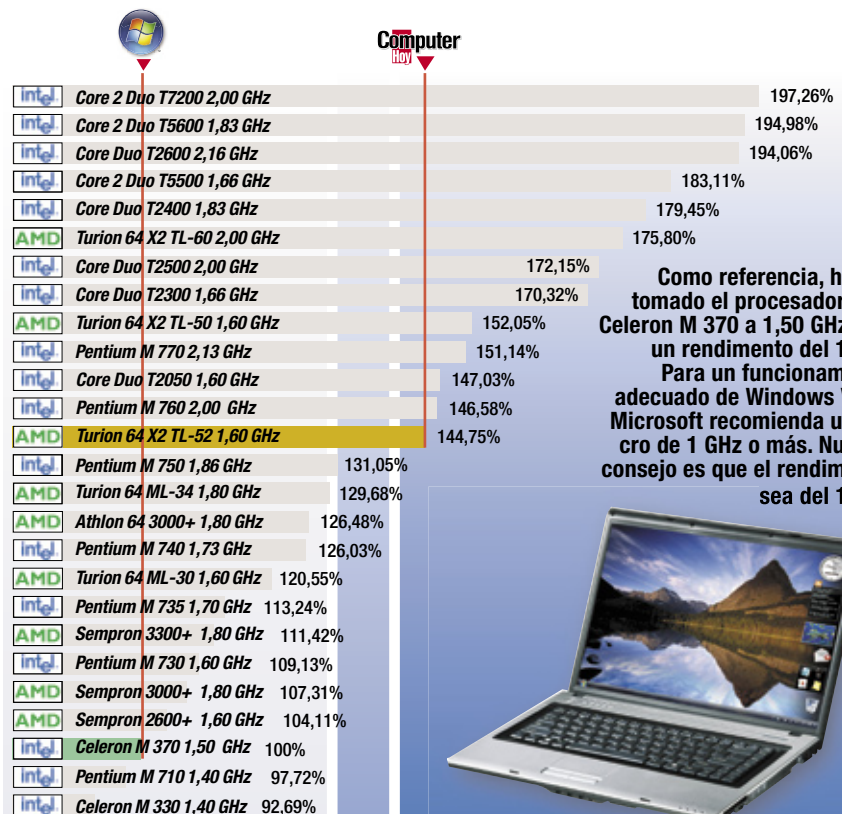 Computer
Hoy
intel Core 2 Duo T7200 2,00 GHz 197,26%
intel Core 2 Duo T5600 1,83 GHz 194,98%
intel Core Duo T2600 2,16 GHz 194,06%
intel Core 2 Duo T5500 1,66 GHz 183,11%
intel Core Duo T2400 1,83 GHz 179,45%
AMD Turion 64 X2 TL-60 2,00 GHz 175,80%
intel Core Duo T2500 2,00 GHz 172,15%
intel Core Duo T2300 1,66 GHz 170,32%
AMD Turion 64 X2 TL-50 1,60 GHz 152,05%
intel Pentium M 770 2,13 GHz 151,14%
intel Core Duo T2050 1,60 GHz 147,03%
intel Pentium M 760 2,00 GHz 146,58%
AMD Turion 64 X2 TL-52 1,60 GHz 144,75%
intel Pentium M 750 1,86 GHz 131,05%
AMD Turion 64 ML-34 1,80 GHz 129,68%
AMD Athlon 64 3000+ 1,80 GHz 126,48%
intel Pentium M 740 1,73 GHz 126,03%
AMD Turion 64 ML-30 1,60 GHz 120,55%
intel Pentium M 735 1,70 GHz 113,24%
AMD Sempron 3300+ 1,80 GHz 111,42%
intel Pentium M 730 1,60 GHz 109,13%
AMD Sempron 3000+ 1,80 GHz 107,31%
AMD Sempron 2600+ 1,60 GHz 104,11%
intel Celeron M 370 1,50 GHz 100%
intel Pentium M 710 1,40 GHz 97,72%
intel Celeron M 330 1,40 GHz 92,69%
Como referencia, h
tomado el procesador
Celeron M 370 a 1,50 GHz
un rendimento del 1
Para un funcionam
adecuado de Windows V
Microsoft recomienda u
cro de 1 GHz o más. Nu
consejo es que el rendim
sea del 1